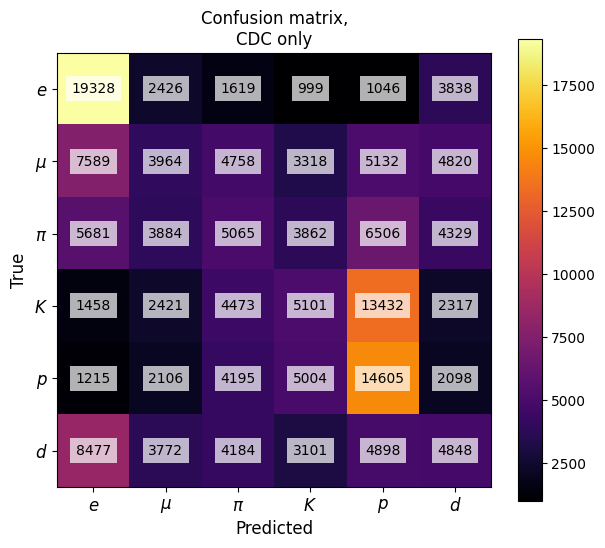 Confusion matrix,
CDC only
True
e 19328 2426 1619 999 1046 3838
μ 7589 3964 4758 3318 5132 4820
π 5681 3884 5065 3862 6506 4329
K 1458 2421 4473 5101 13432 2317
p 1215 2106 4195 5004 14605 2098
d 8477 3772 4184 3101 4898 4848
e μ π K p d
Predicted
17500
15000
12500
10000
7500
5000
2500